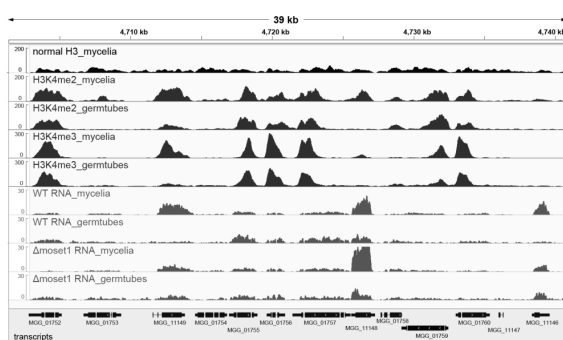 39 kb
4,710 kb 4,720 kb 4,730 kb 4,740 kb
200 normal H3_mycelia
0
200 H3K4me2_mycelia
0
200 H3K4me2_germtubes
0
300 H3K4me3_mycelia
0
300 H3K4me3_germtubes
0
30 WT RNA_mycelia
0
30 WT RNA_germtubes
0
30 Δmoset1 RNA_mycelia
0
30 Δmoset1 RNA_germtubes
0
MGG_01752 MGG_01753 MGG_11149 MGG_01754 MGG_01756 MGG_01757 MGG_01758 MGG_01760 MGG_11146
MGG_01755 MGG_11148 MGG_01759 MGG_11147
transcripts